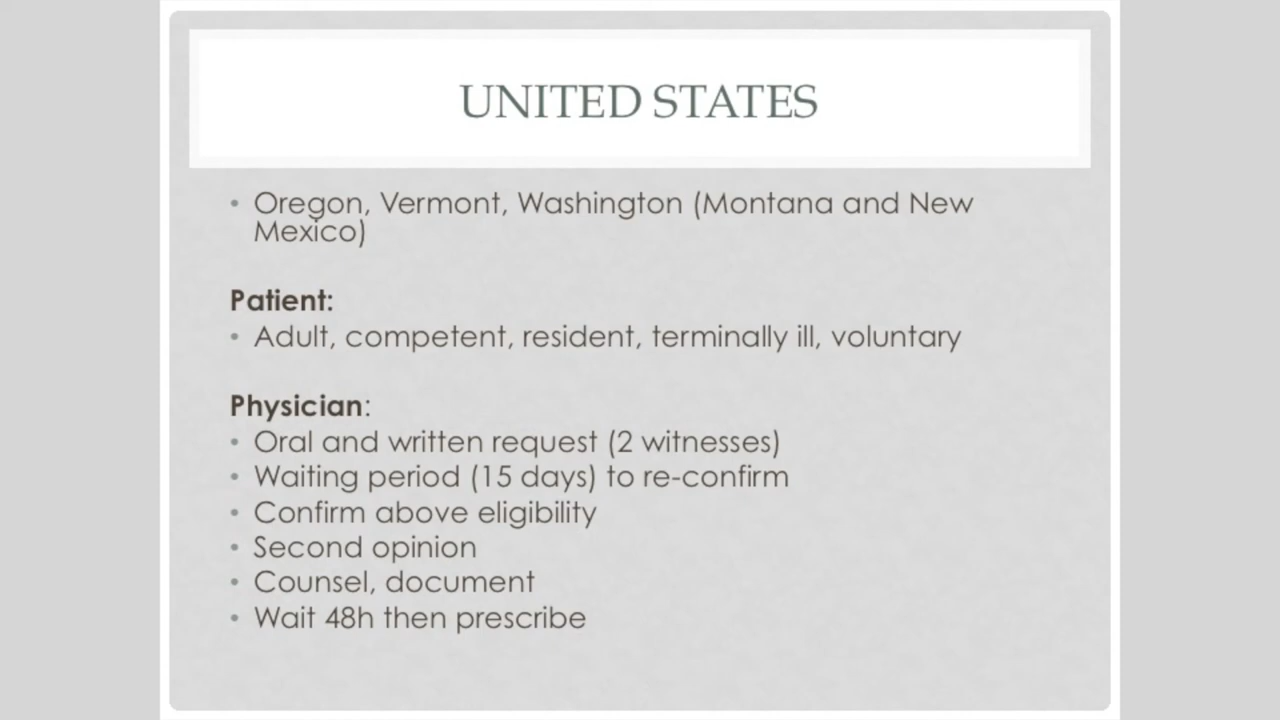 UNITED STATES
• Oregon, Vermont, Washington (Montana and New
Mexico)
Patient:
• Adult, competent, resident, terminally ill, voluntary
Physician:
• Oral and written request (2 witnesses)
• Waiting period (15 days) to re-confirm
• Confirm above eligibility
• Second opinion
• Counsel, document
• Wait 48h then prescribe